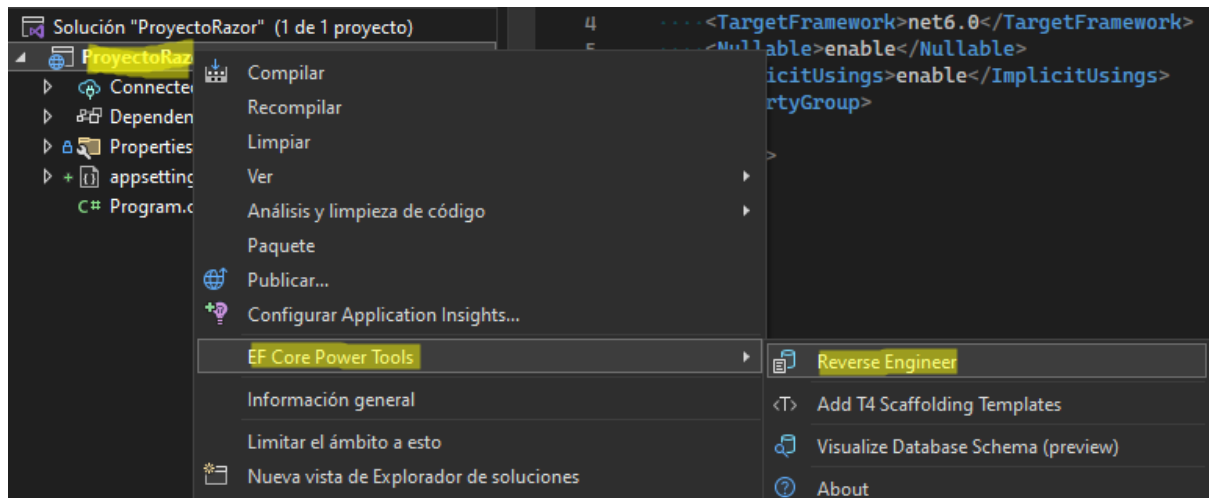 Solución "ProyectoRazor" (1 de 1 proyecto)
4 <TargetFramework>net6.0</TargetFramework>
ProyectoRaz
5 <Nullable>enable</Nullable>
Connecte
Compilar
icitUsings>enable</ImplicitUsings>
Dependen
Recompilar
rtyGroup>
Properties
Limpiar
appsetting
Ver
>
Program.c
Análisis y limpieza de código
Paquete
Publicar...
Configurar Application Insights...
EF Core Power Tools
Reverse Engineer
Información general
Add T4 Scaffolding Templates
Limitar el ámbito a esto
Visualize Database Schema (preview)
Nueva vista de Explorador de soluciones
About